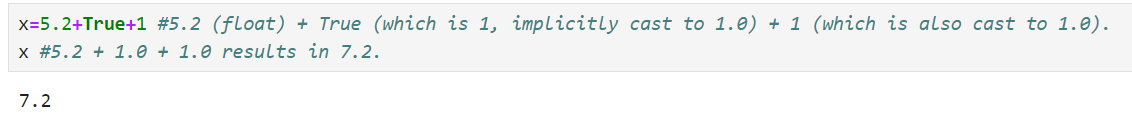 x=5.2+True+1 #5.2 (float) + True (which is 1, implicitly cast to 1.0) + 1 (which is also cast to 1.0).
x #5.2 + 1.0 + 1.0 results in 7.2.
7.2